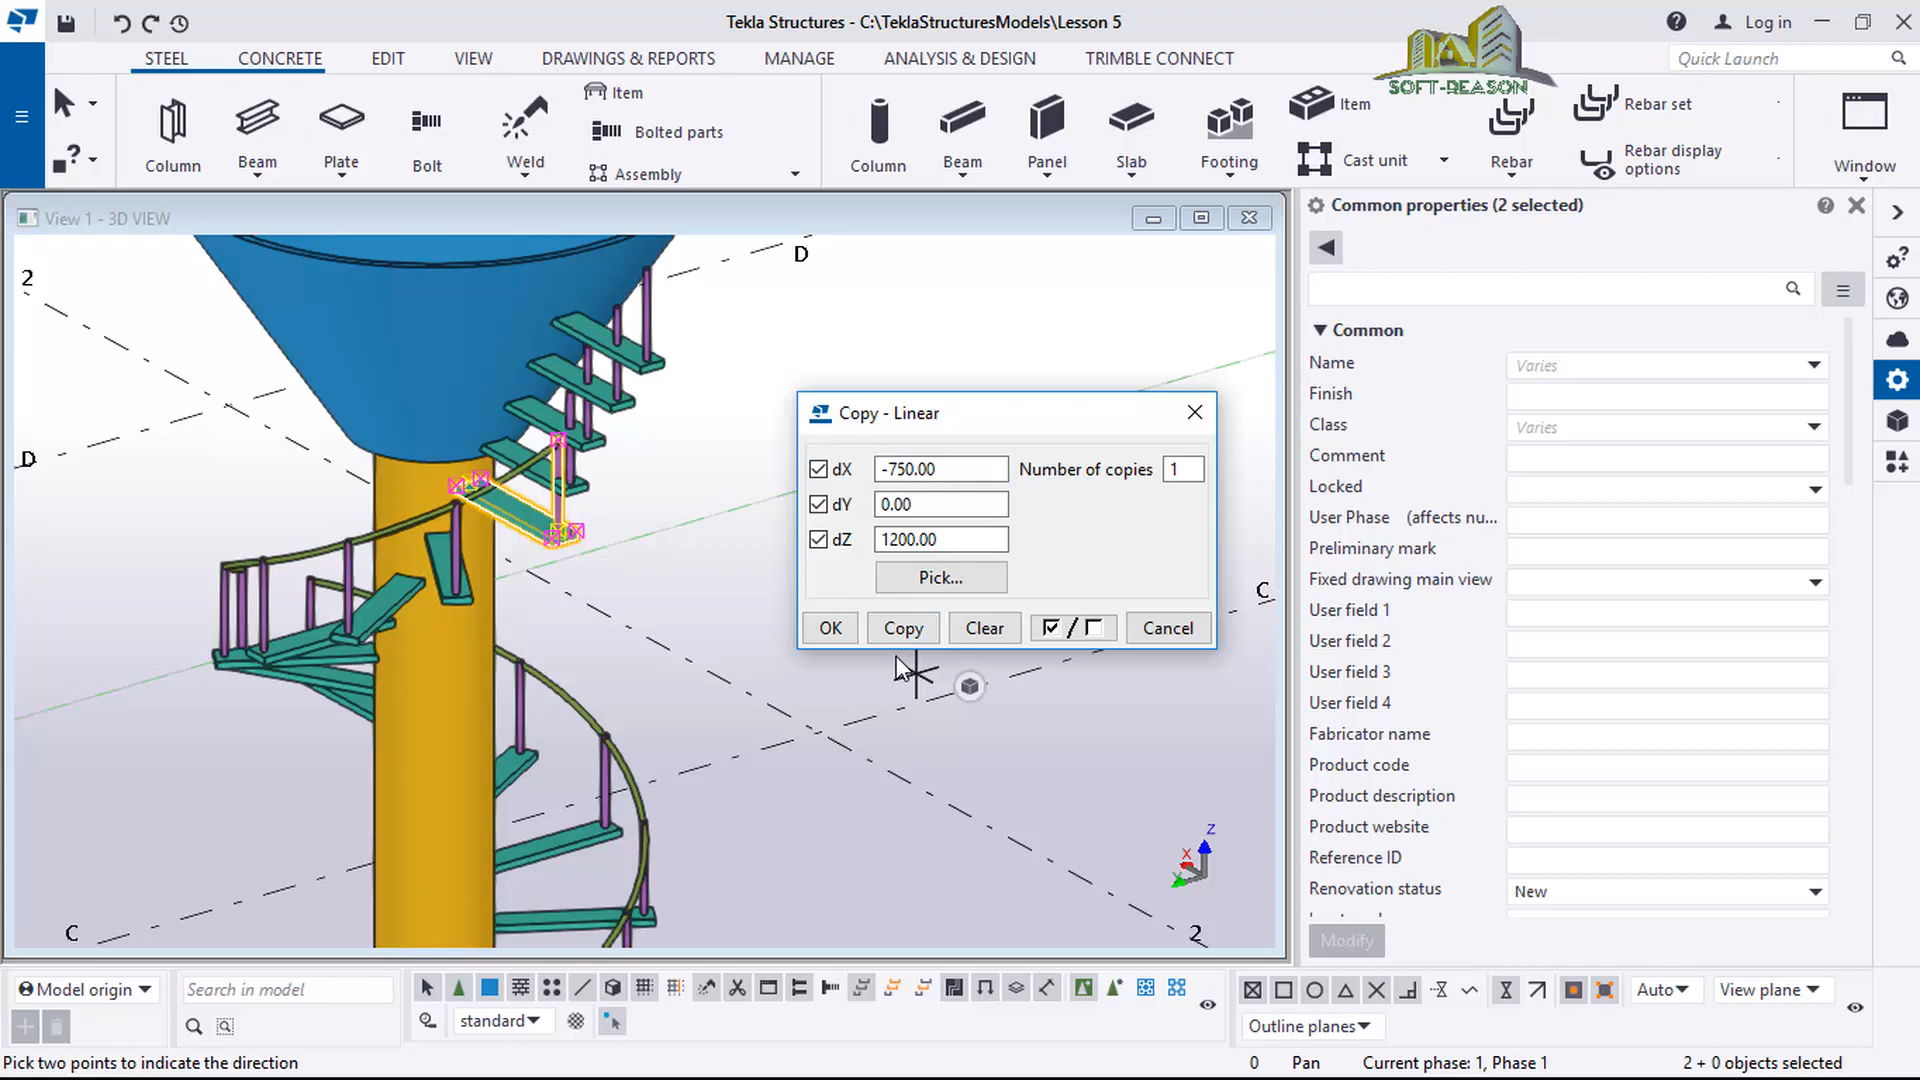 Tekla Structures - C:\TeklaStructuresModels\Lesson 5
Log in
STEEL
CONCRETE
EDIT
VIEW
DRAWINGS & REPORTS
MANAGE
ANALYSIS & DESIGN
TRIMBLE CONNECT
Quick Launch
SOFT-REASON
Column
Beam
Plate
Bolt
Weld
Item
Bolted parts
Assembly
Column
Beam
Panel
Slab
Footing
Item
Cast unit
Rebar
Rebar set
Rebar display
options
Window
View 1 - 3D VIEW
2
D
D
C
C
2
Z
X
Y
Copy - Linear
dX
-750.00
Number of copies
1
dY
0.00
dZ
1200.00
Pick...
OK
Copy
Clear
/
Cancel
Common properties (2 selected)
Common
Name
Varies
Finish
Class
Varies
Comment
Locked
User Phase (affects nu...
Preliminary mark
Fixed drawing main view
User field 1
User field 2
User field 3
User field 4
Fabricator name
Product code
Product description
Product website
Reference ID
Renovation status
New
Modify
Model origin
Search in model
standard
Auto
View plane
Outline planes
Pick two points to indicate the direction
0
Pan
Current phase: 1, Phase 1
2 + 0 objects selected